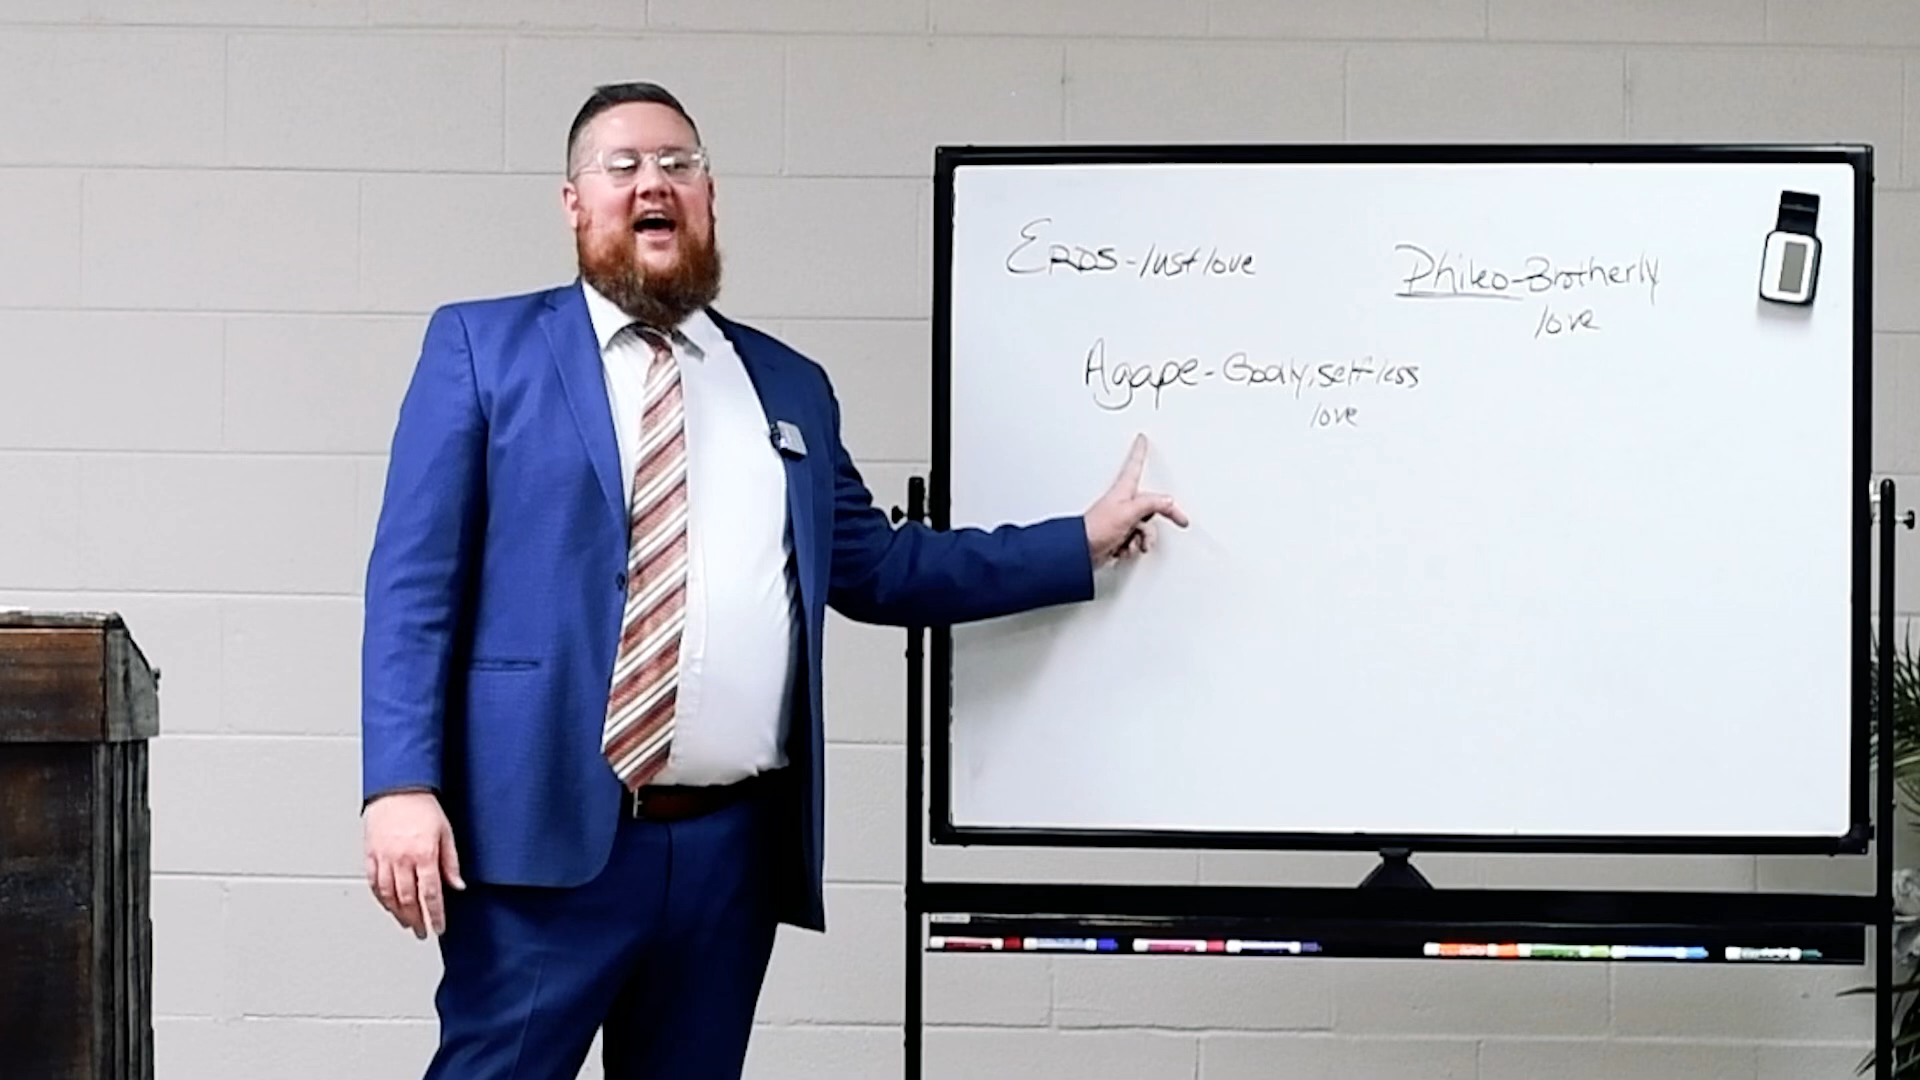 Eros-lust love
Phileo-Brotherly
love
Agape-Godly, selfless
love